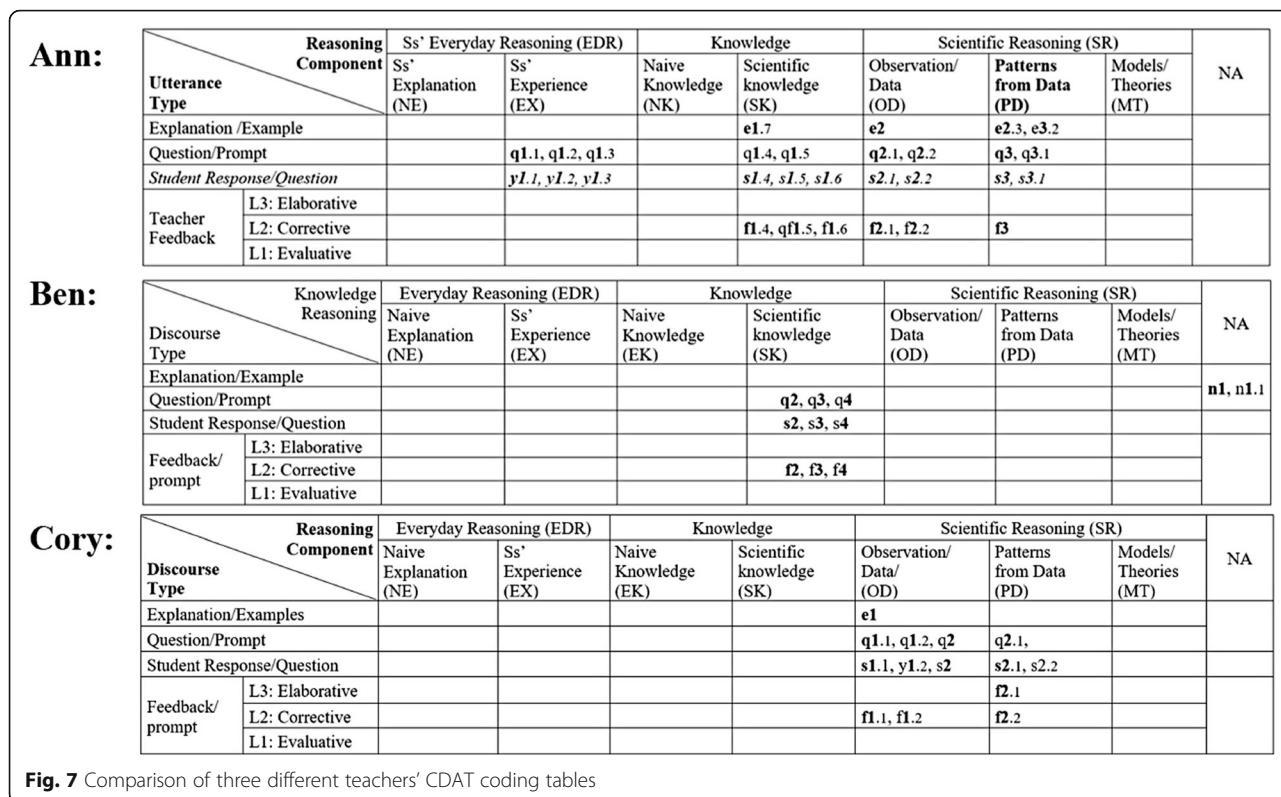 Ann:
Reasoning Component
Utterance Type
Ss' Everyday Reasoning (EDR)
Knowledge
Scientific Reasoning (SR)
NA
Ss' Explanation (NE)
Ss' Experience (EX)
Naive Knowledge (NK)
Scientific knowledge (SK)
Observation/ Data (OD)
Patterns from Data (PD)
Models/ Theories (MT)
Explanation /Example e1.7 e2 e2.3, e3.2
Question/Prompt q1.1, q1.2, q1.3 q1.4, q1.5 q2.1, q2.2 q3, q3.1
Student Response/Question y1.1, y1.2, y1.3 s1.4, s1.5, s1.6 s2.1, s2.2 s3, s3.1
Teacher Feedback
L3: Elaborative
L2: Corrective f1.4, qf1.5, f1.6 f2.1, f2.2 f3
L1: Evaluative
Ben:
Knowledge Reasoning
Discourse Type
Everyday Reasoning (EDR)
Knowledge
Scientific Reasoning (SR)
NA
Naive Explanation (NE)
Ss' Experience (EX)
Naive Knowledge (EK)
Scientific knowledge (SK)
Observation/ Data (OD)
Patterns from Data (PD)
Models/ Theories (MT)
Explanation/Example
n1, n1.1
Question/Prompt q2, q3, q4
Student Response/Question s2, s3, s4
Feedback/ prompt
L3: Elaborative
L2: Corrective f2, f3, f4
L1: Evaluative
Cory:
Reasoning Component
Discourse Type
Everyday Reasoning (EDR)
Knowledge
Scientific Reasoning (SR)
NA
Naive Explanation (NE)
Ss' Experience (EX)
Naive Knowledge (EK)
Scientific knowledge (SK)
Observation/ Data/ (OD)
Patterns from Data (PD)
Models/ Theories (MT)
Explanation/Examples e1
Question/Prompt q1.1, q1.2, q2 q2.1,
Student Response/Question s1.1, y1.2, s2 s2.1, s2.2
Feedback/ prompt
L3: Elaborative f2.1
L2: Corrective f1.1, f1.2 f2.2
L1: Evaluative
Fig. 7 Comparison of three different teachers' CDAT coding tables